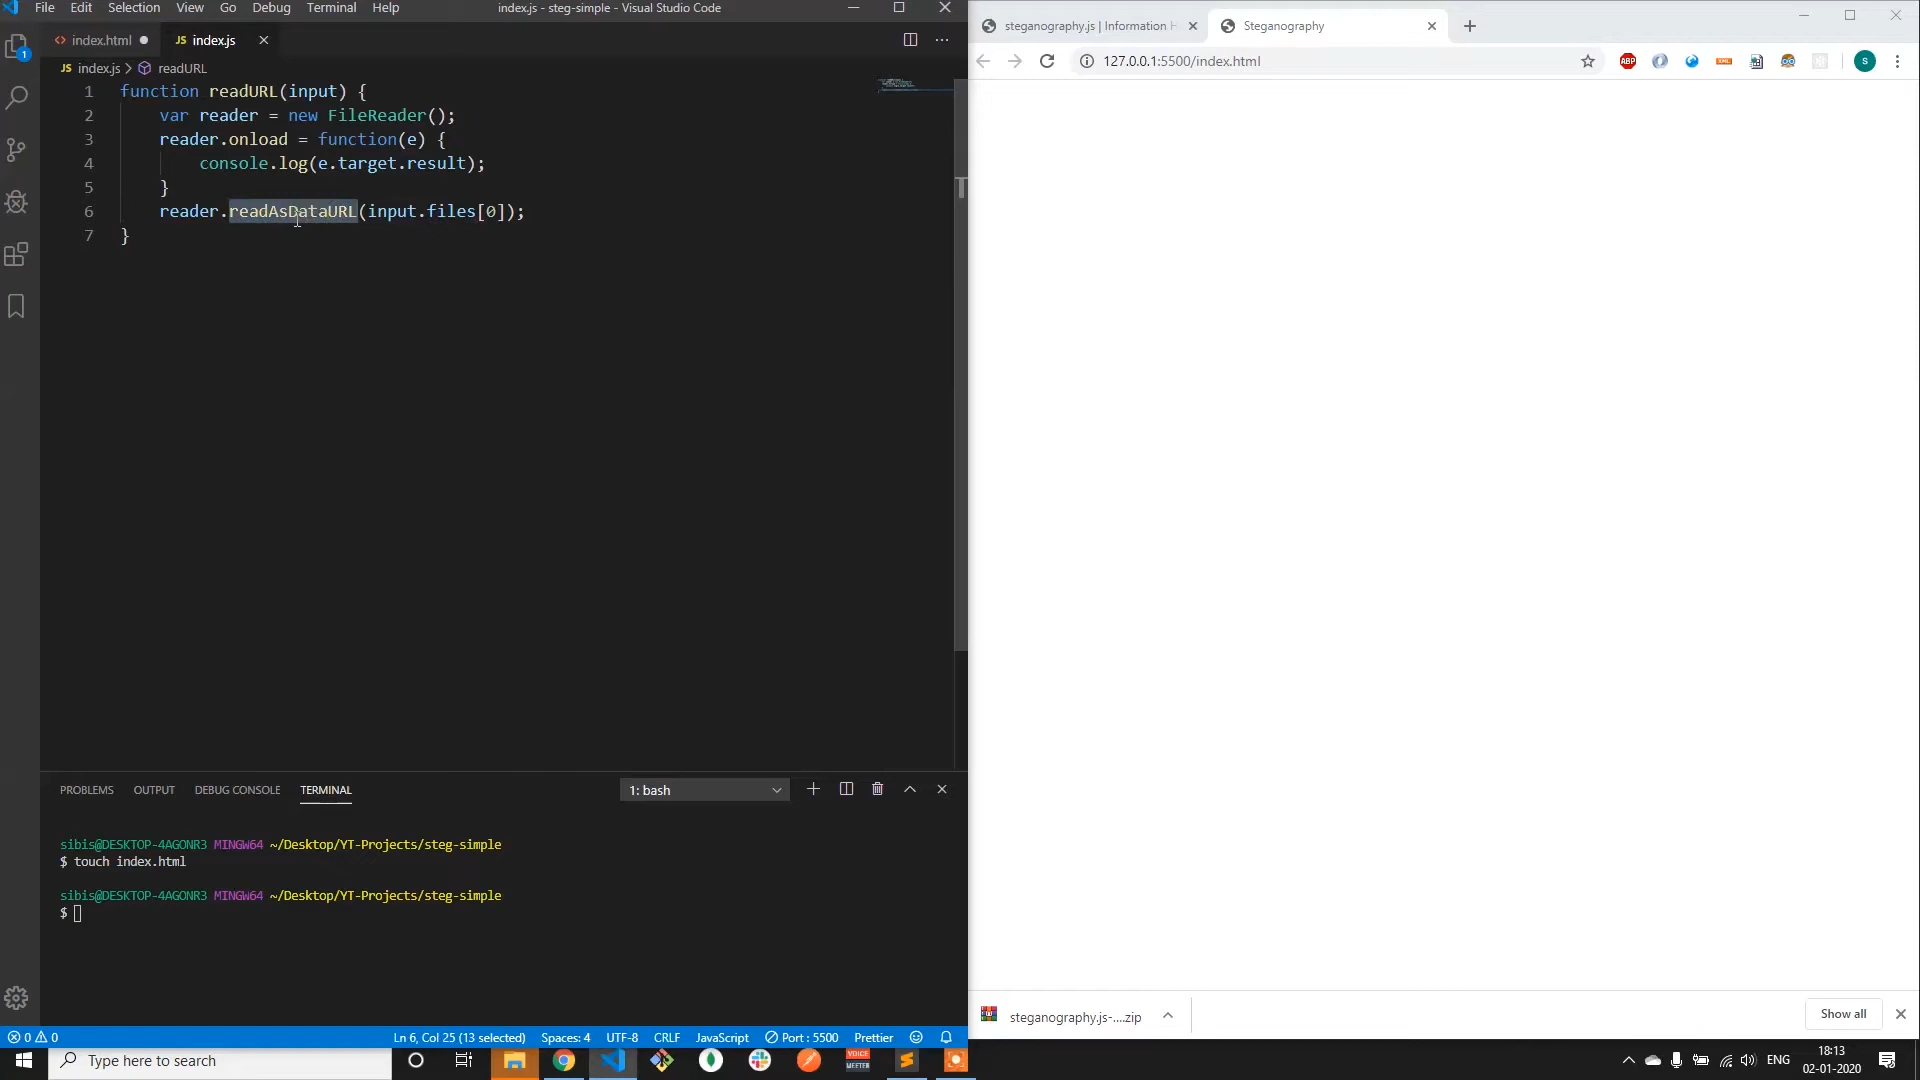 File Edit Selection View Go Debug Terminal Help index.js - steg-simple - Visual Studio Code
index.html index.js
JS index.js > readURL
1 function readURL(input) {
2 var reader = new FileReader();
3 reader.onload = function(e) {
4 console.log(e.target.result);
5 }
6 reader.readAsDataURL(input.files[0]);
7 }
PROBLEMS OUTPUT DEBUG CONSOLE TERMINAL 1: bash
sibis@DESKTOP-4AGONR3 MINGW64 ~/Desktop/YT-Projects/steg-simple
$ touch index.html
sibis@DESKTOP-4AGONR3 MINGW64 ~/Desktop/YT-Projects/steg-simple
$
0 0 Ln 6, Col 25 (13 selected) Spaces: 4 UTF-8 CRLF JavaScript Port : 5500 Prettier
steganography.js | Information H Steganography
127.0.0.1:5500/index.html
ABP S
steganography.js-....zip Show all
Type here to search
VOICE
MEETER
ENG
18:13
02-01-2020